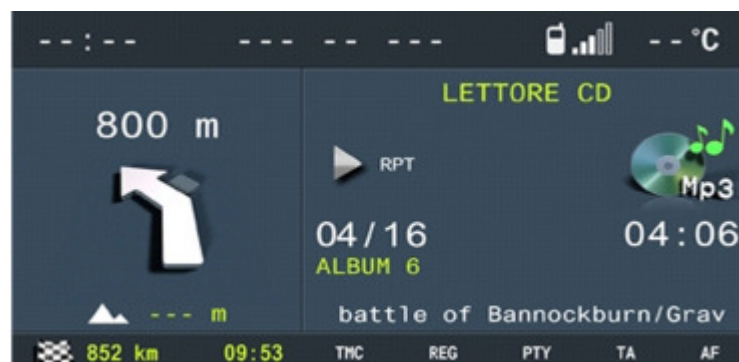 --:-- --- -- --- --°C
LETTORE CD
800 m
RPT
Mp3
04/16 04:06
ALBUM 6
--- m
battle of Bannockburn/Grav
852 km 09:53 TMC REG PTY TA AF